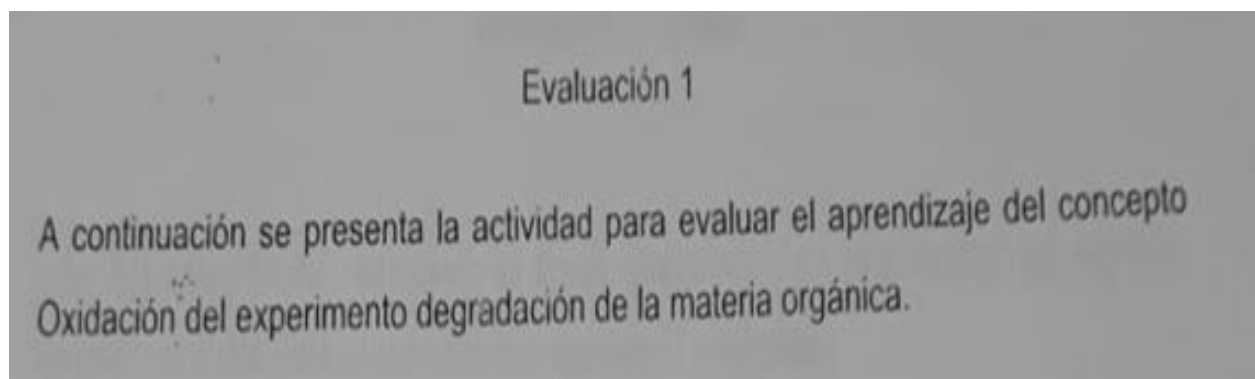 Evaluación 1
A continuación se presenta la actividad para evaluar el aprendizaje del concepto
Oxidación del experimento degradación de la materia orgánica.